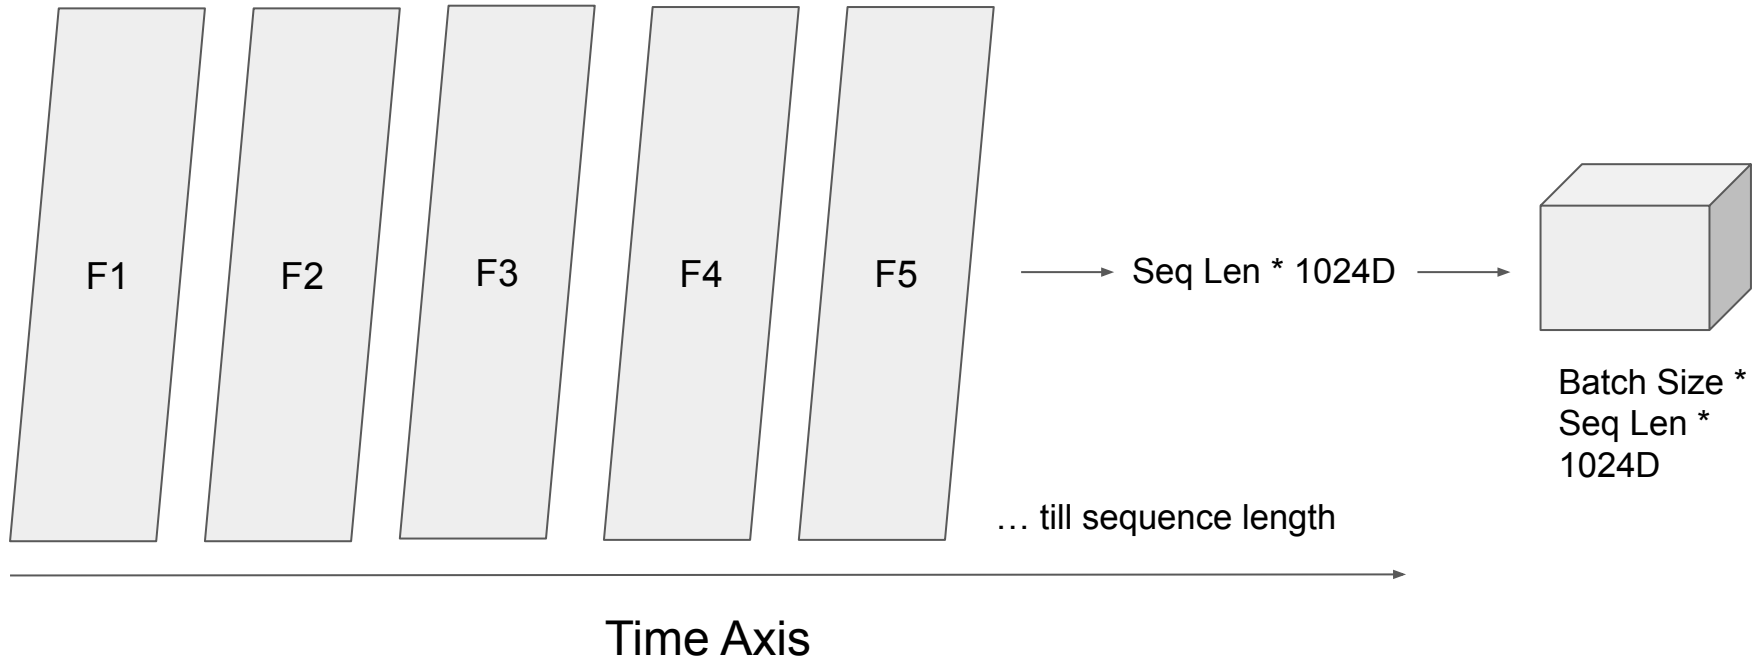 F1
F2
F3
F4
F5
Seq Len * 1024D
Batch Size *
Seq Len *
1024D
… till sequence length
Time Axis